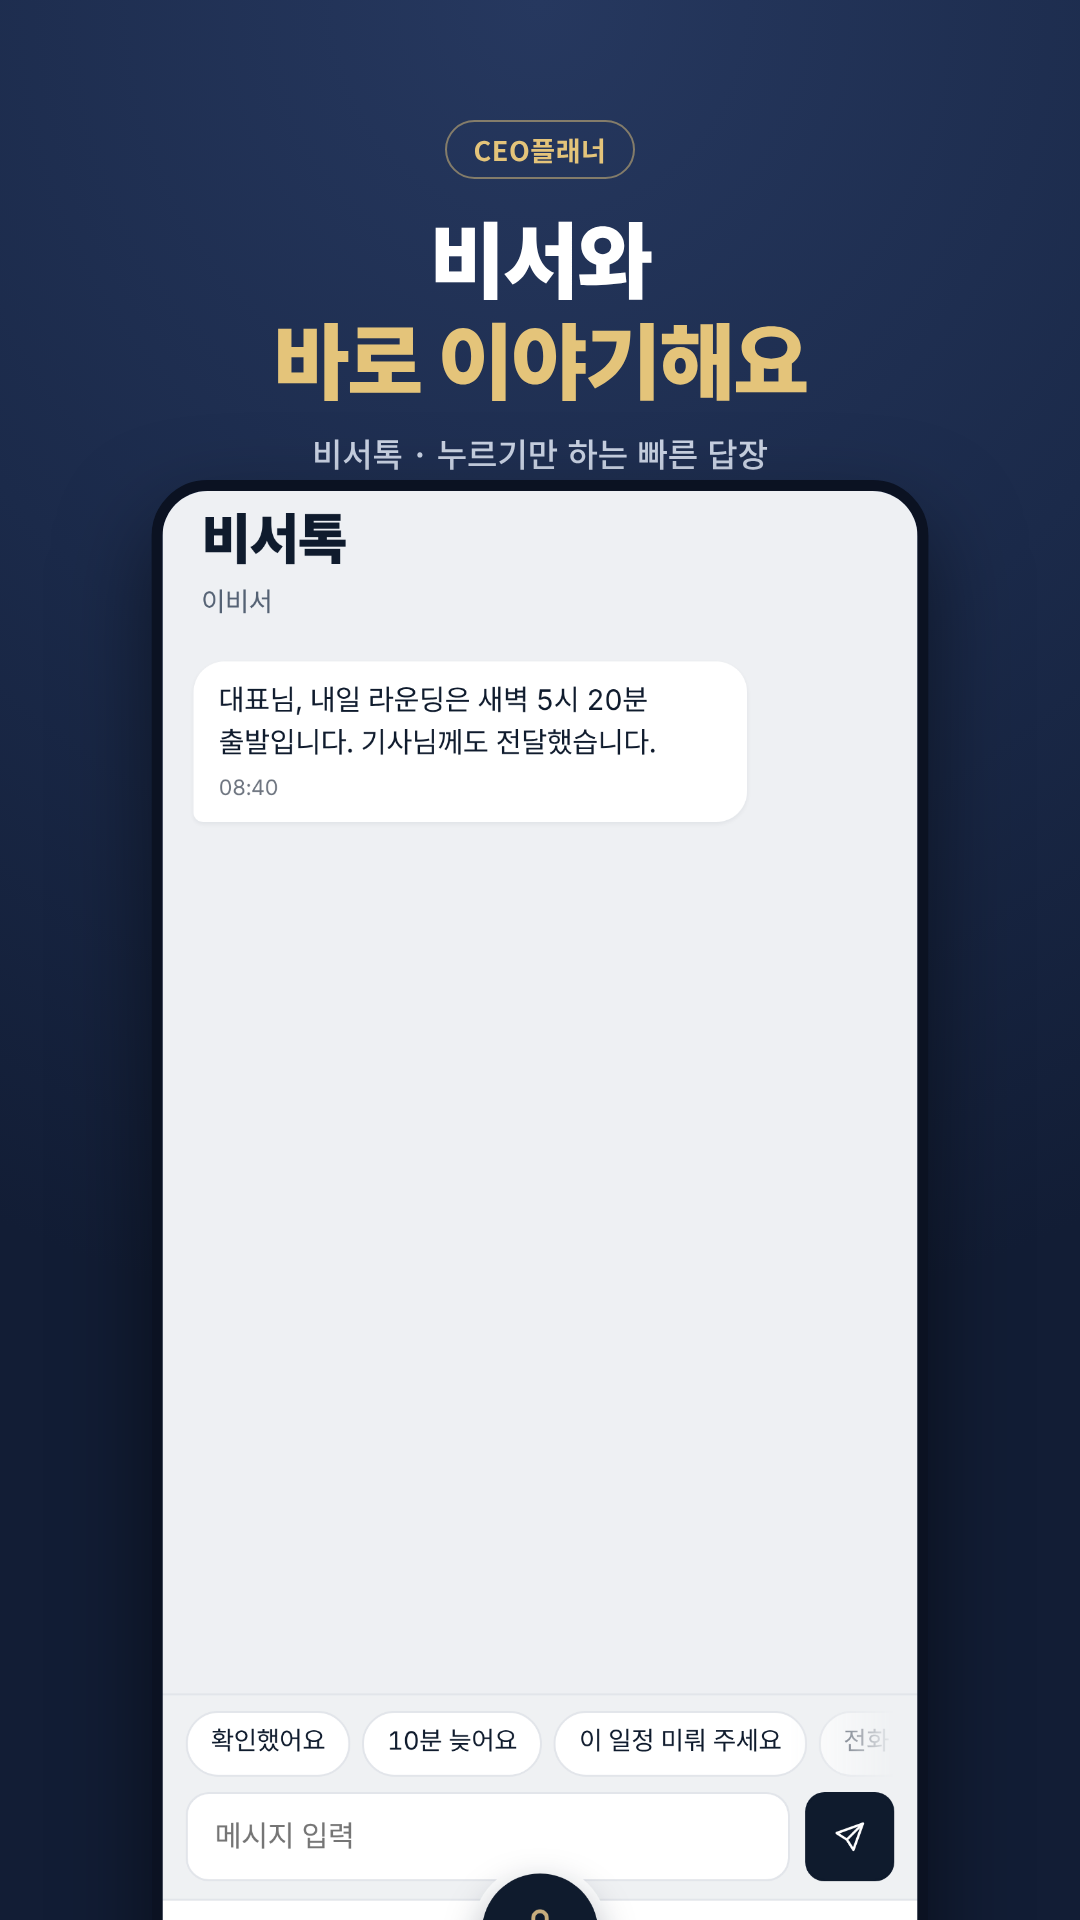 CEO플래너
비서와
바로 이야기해요
비서톡 · 누르기만 하는 빠른 답장
비서톡
이비서
대표님, 내일 라운딩은 새벽 5시 20분
출발입니다. 기사님께도 전달했습니다.
08:40
확인했어요 10분 늦어요 이 일정 미뤄 주세요 전화
메시지 입력